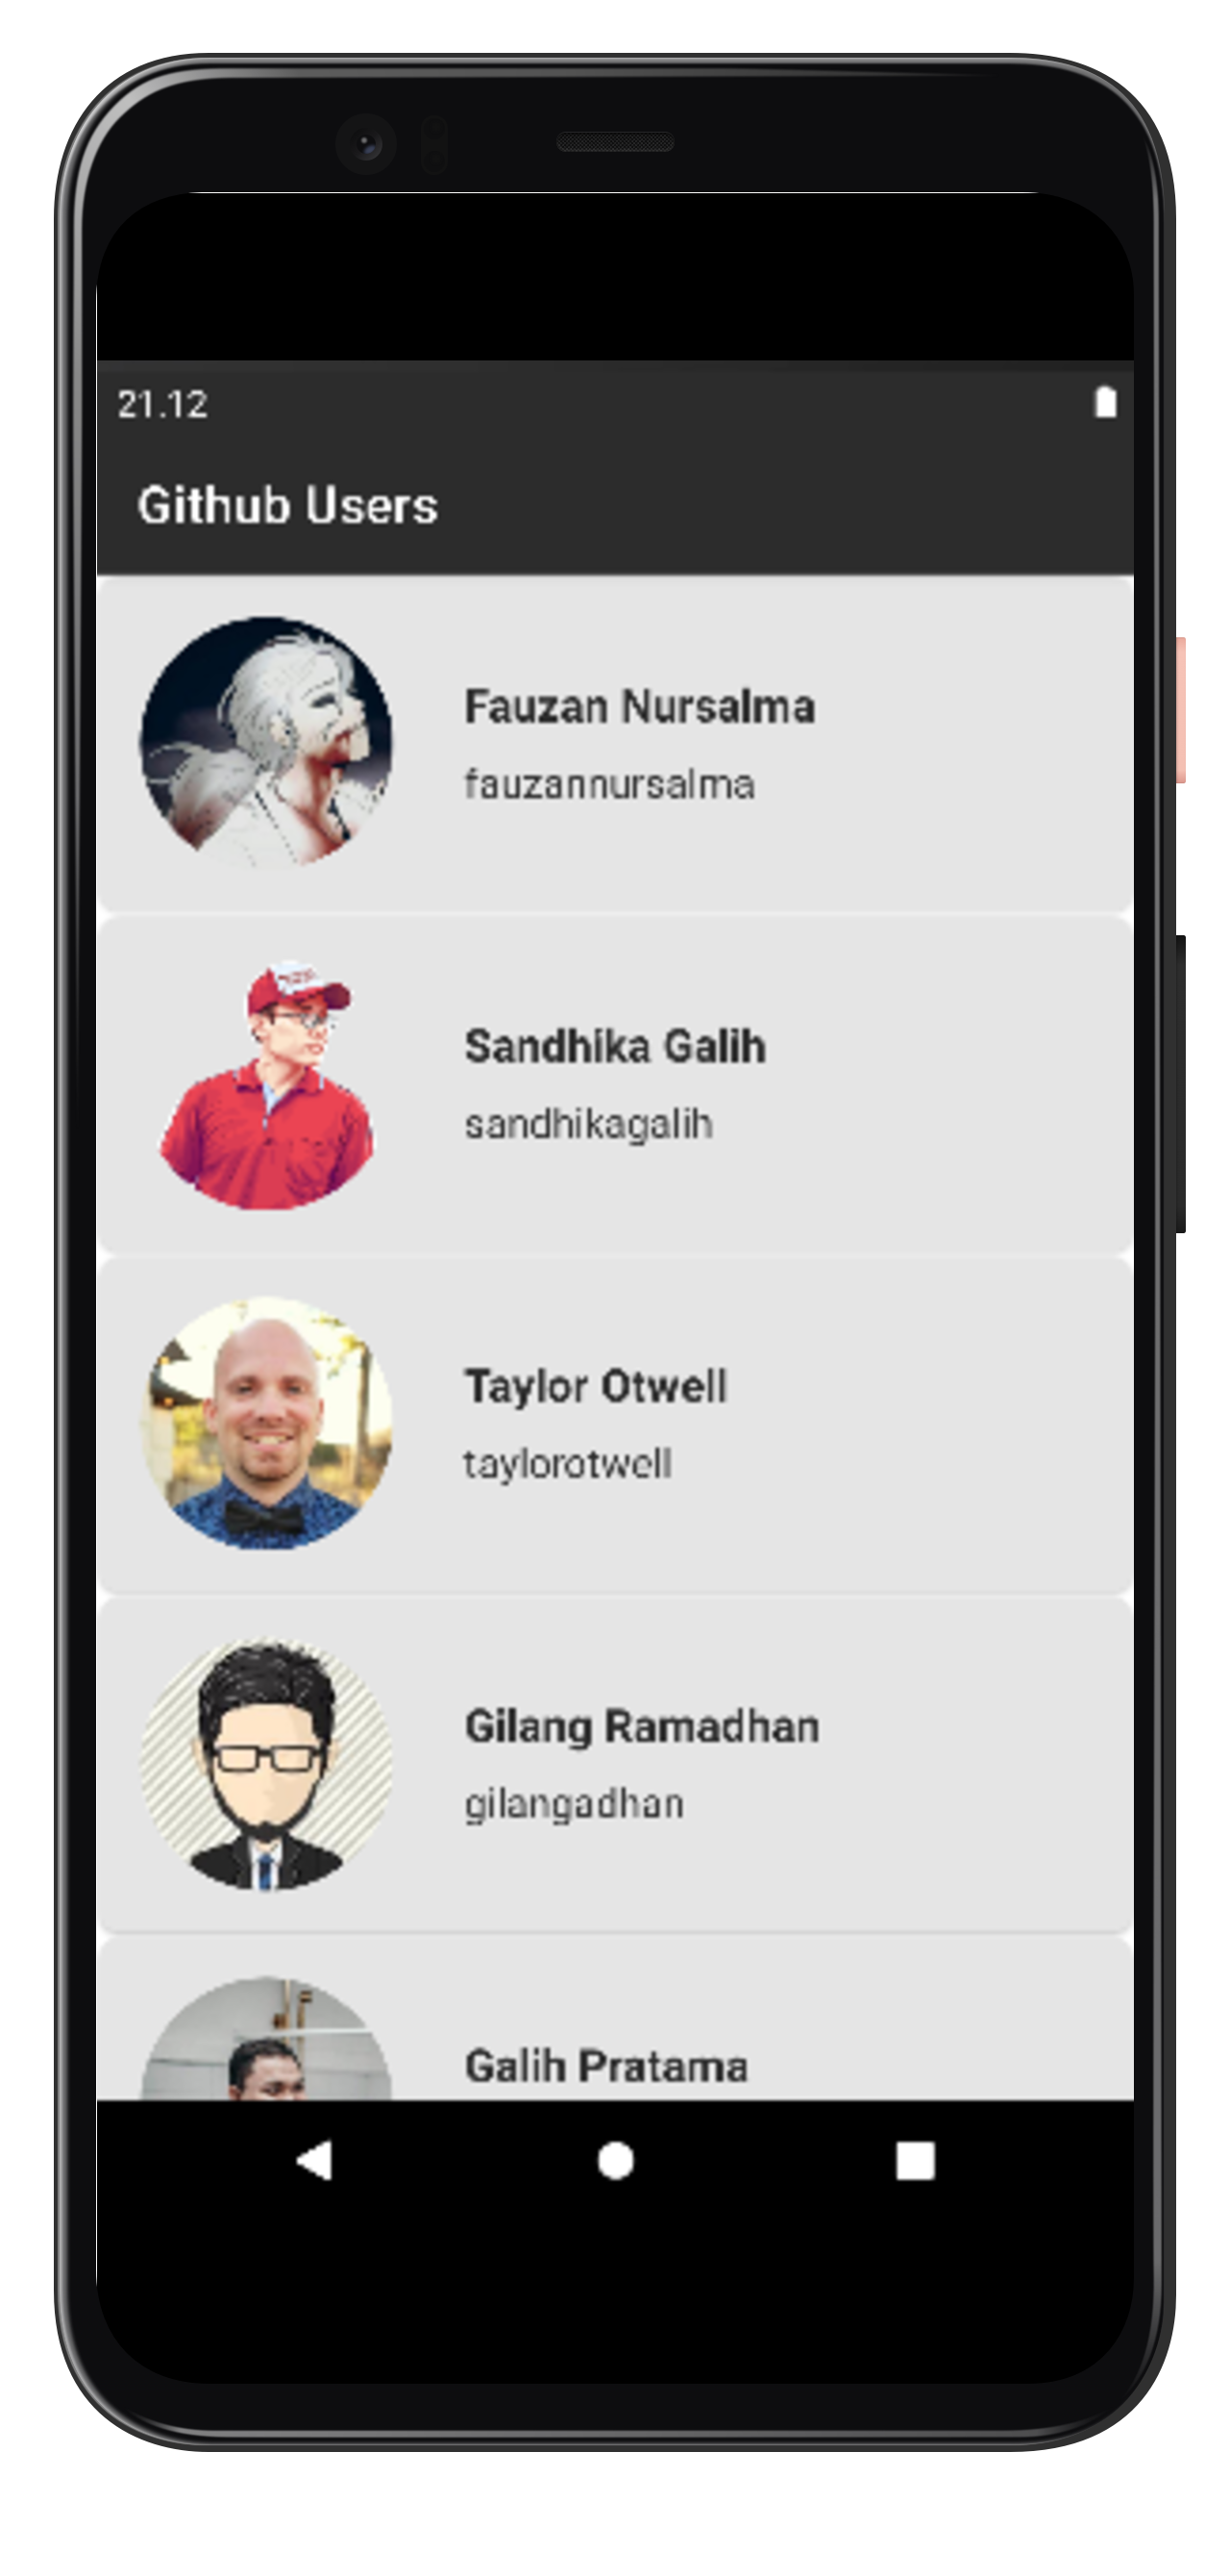 21.12
Github Users
Fauzan Nursalma
fauzannursalma
Sandhika Galih
sandhikagalih
Taylor Otwell
taylorotwell
Gilang Ramadhan
gilangadhan
Galih Pratama